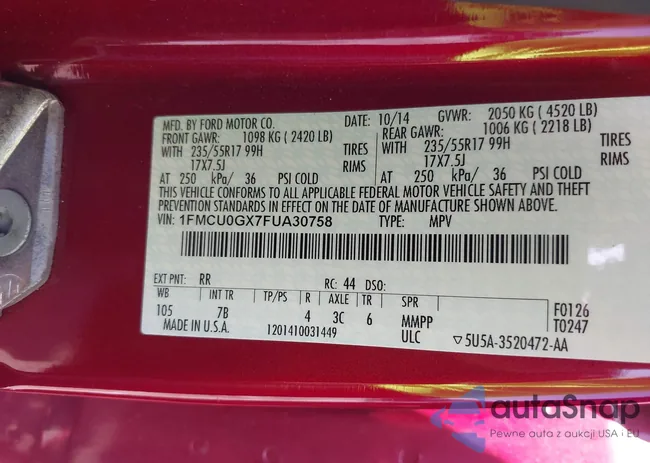 MFD. BY FORD MOTOR CO. DATE: 10/14 GVWR: 2050 KG ( 4520 LB)
FRONT GAWR: 1098 KG ( 2420 LB) REAR GAWR: 1006 KG ( 2218 LB)
WITH 235/55R17 99H TIRES WITH 235/55R17 99H TIRES
17X7.5J RIMS 17X7.5J RIMS
AT 250 kPa/ 36 PSI COLD AT 250 kPa/ 36 PSI COLD
THIS VEHICLE CONFORMS TO ALL APPLICABLE FEDERAL MOTOR VEHICLE SAFETY AND THEFT
PREVENTION STANDARDS IN EFFECT ON THE DATE OF MANUFACTURE SHOWN ABOVE.
VIN: 1FMCU0GX7FUA30758 TYPE: MPV
EXT PNT: RR RC: 44 DSO:
WB INT TR TP/PS R AXLE TR SPR F0126
105 7B 4 3C 6 MMPP T0247
MADE IN U.S.A. 1201410031449 ULC ▽5U5A-3520472-AA
autoSnap
Pewne auta z aukcji USA i EU